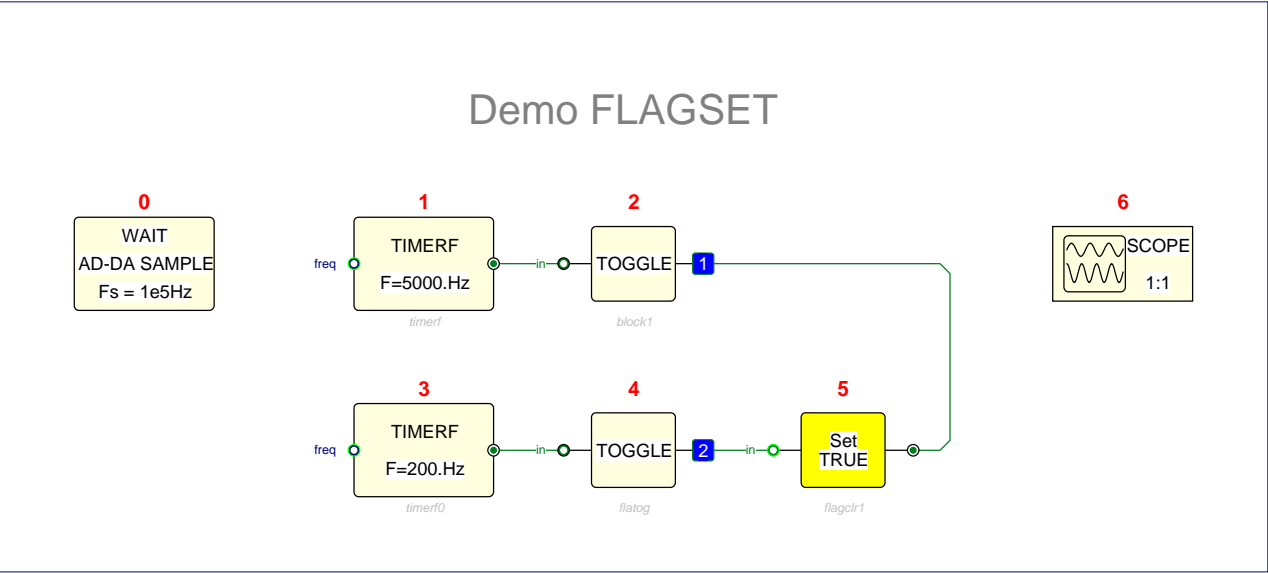 Demo FLAGSET
0
WAIT
AD-DA SAMPLE
Fs = 1e5Hz
1
freq
TIMERF
F=5000.Hz
timerf
in
2
TOGGLE
block1
1
6
SCOPE
1:1
3
freq
TIMERF
F=200.Hz
timerf0
in
4
TOGGLE
flatog
2
in
5
Set
TRUE
flagclr1